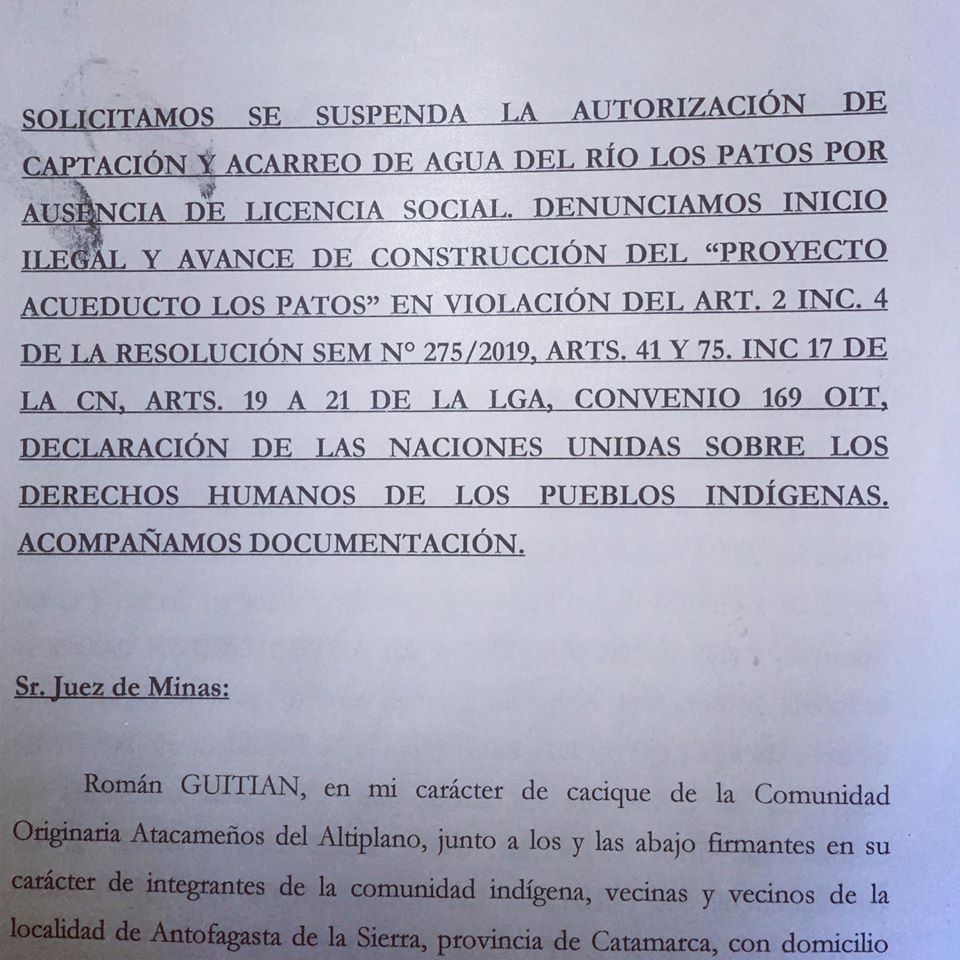 SOLICITAMOS SE SUSPENDA LA AUTORIZACIÓN DE
CAPTACIÓN Y ACARREO DE AGUA DEL RÍO LOS PATOS POR
AUSENCIA DE LICENCIA SOCIAL. DENUNCIAMOS INICIO
ILEGAL Y AVANCE DE CONSTRUCCIÓN DEL “PROYECTO
ACUEDUCTO LOS PATOS” EN VIOLACIÓN DEL ART. 2 INC. 4
DE LA RESOLUCIÓN SEM N° 275/2019, ARTS. 41 Y 75. INC 17 DE
LA CN, ARTS. 19 A 21 DE LA LGA, CONVENIO 169 OIT,
DECLARACIÓN DE LAS NACIONES UNIDAS SOBRE LOS
DERECHOS HUMANOS DE LOS PUEBLOS INDÍGENAS.
ACOMPAÑAMOS DOCUMENTACIÓN.
Sr. Juez de Minas:
Román GUITIAN, en mi carácter de cacique de la Comunidad
Originaria Atacameños del Altiplano, junto a los y las abajo firmantes en su
carácter de integrantes de la comunidad indígena, vecinas y vecinos de la
localidad de Antofagasta de la Sierra, provincia de Catamarca, con domicilio